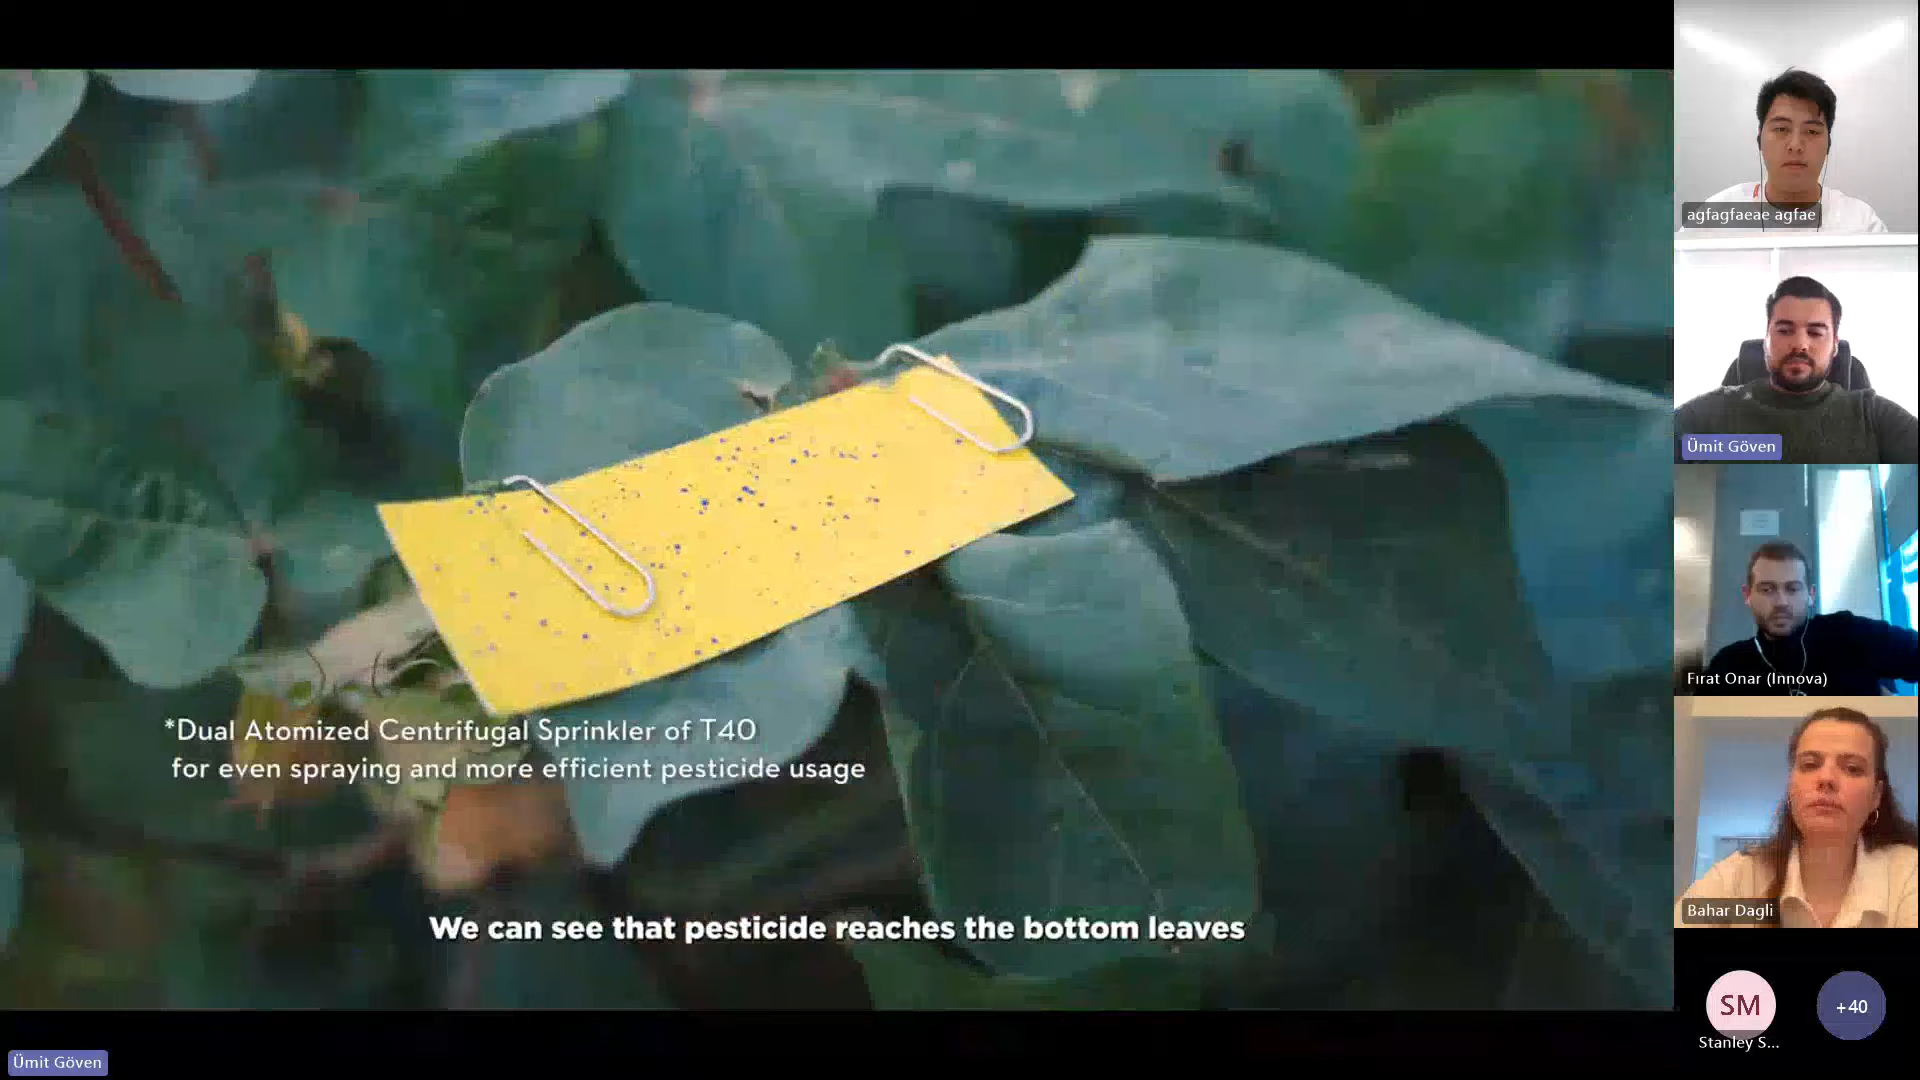 *Dual Atomized Centrifugal Sprinkler of T40
for even spraying and more efficient pesticide usage
We can see that pesticide reaches the bottom leaves
Ümit Göven
agfagfaeae agfae
Ümit Göven
Fırat Onar (Innova)
Bahar Dagli
SM
+40
Stanley S...